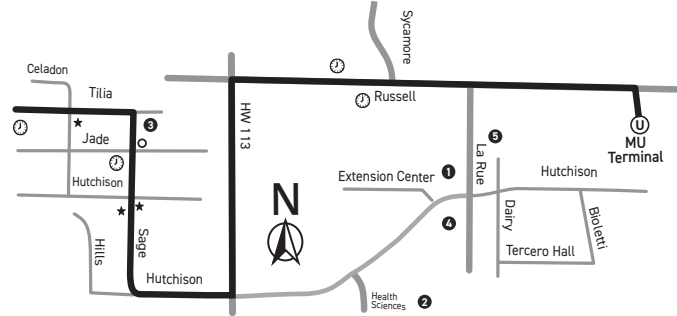 Sycamore
Celadon
Tilia
Russell
HW 113
3
Jade
5
U
MU
Terminal
La Rue
Extension Center
1
Hutchison
Hutchison
N
Dairy
Bioletti
4
Tercero Hall
Hills
Sage
Hutchison
Health
Sciences
2